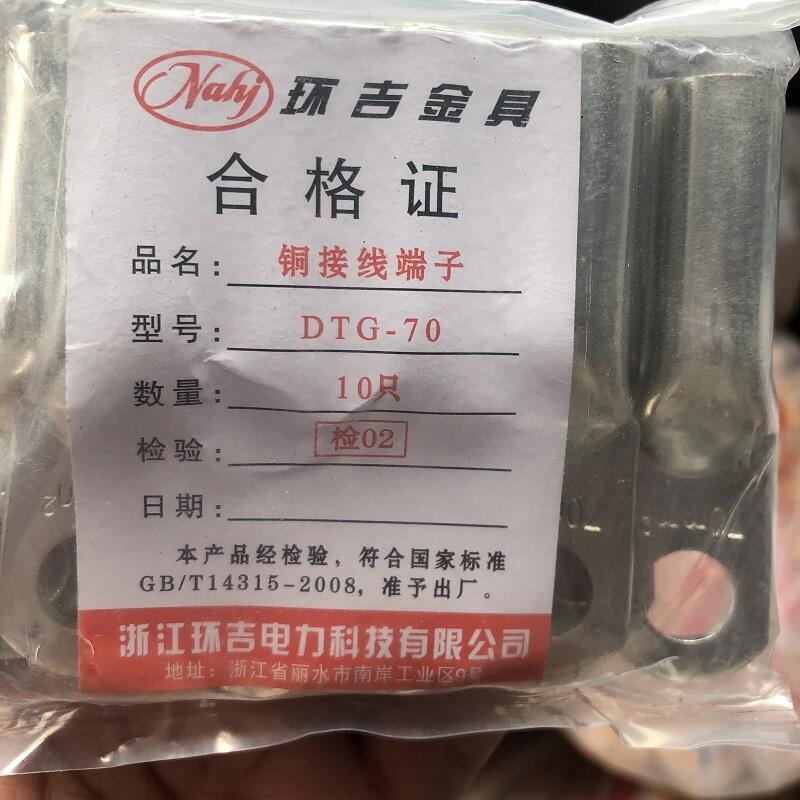 Nahj 环吉金具
合格证
品名: 铜接线端子
型号: DTG-70
数量: 10只
检验: 检02
日期:
本产品经检验，符合国家标准
GB/T14315-2008，准予出厂。
浙江环吉电力科技有限公司
地址：浙江省丽水市南岸工业区9号